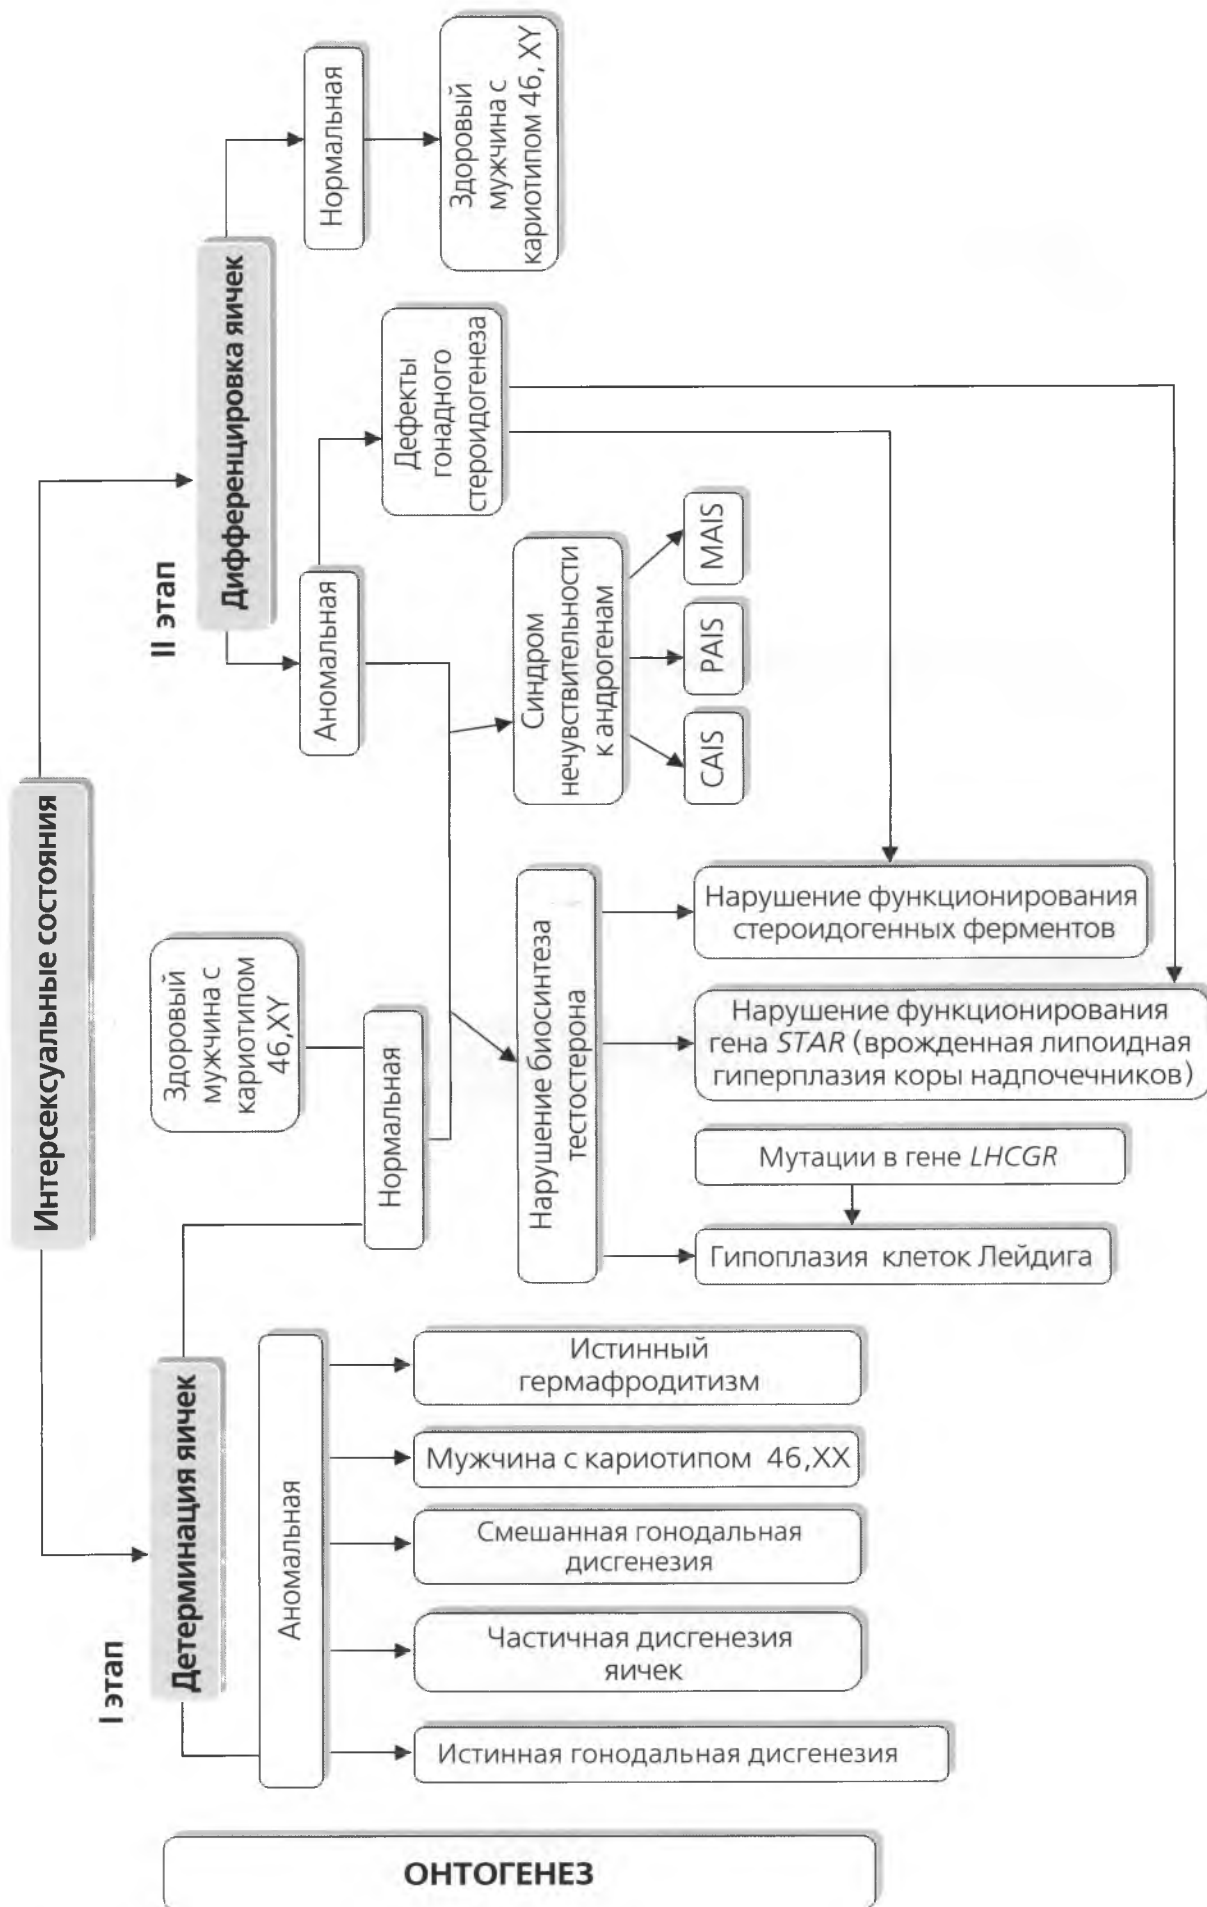 Интерсексуальные состояния
I этап
Детерминация яичек
II этап
Дифференцировка яичек
Аномальная
Нормальная
Здоровый
мужчина с
кариотипом
46,XY
Аномальная
Нормальная
Здоровый
мужчина с
кариотипом 46, XY
Дефекты
гонадного
стероидогенеза
Истинная гонодальная дисгенезия
Частичная дисгенезия
яичек
Смешанная гонодальная
дисгенезия
Мужчина с кариотипом 46,XX
Истинный
гермафродитизм
Нарушение биосинтеза
тестостерона
Синдром
нечувствительности
к андрогенам
CAIS
PAIS
MAIS
Гипоплазия клеток Лейдига
Мутации в гене LHCGR
Нарушение функционирования
гена STAR (врожденная липоидная
гиперплазия коры надпочечников)
Нарушение функционирования
стероидогенных ферментов
ОНТОГЕНЕЗ